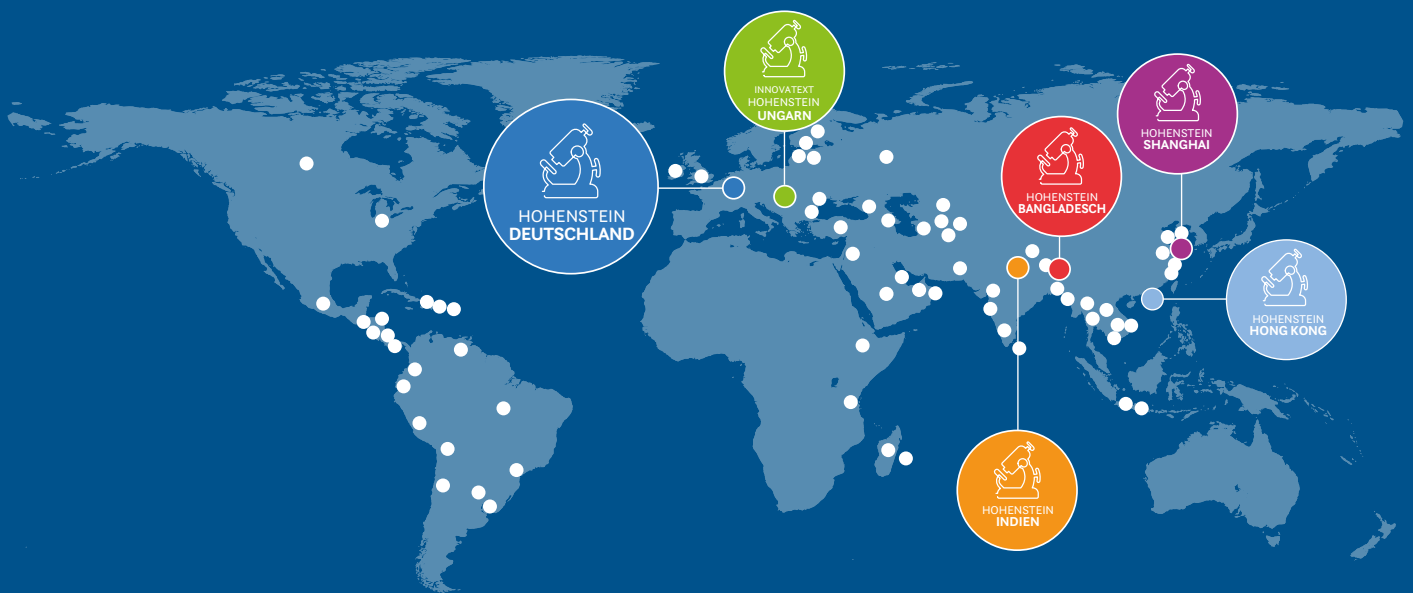 INNOVATEXT
HOHENSTEIN
UNGARN
HOHENSTEIN
SHANGHAI
HOHENSTEIN
BANGLADESCH
HOHENSTEIN
DEUTSCHLAND
HOHENSTEIN
HONG KONG
HOHENSTEIN
INDIEN